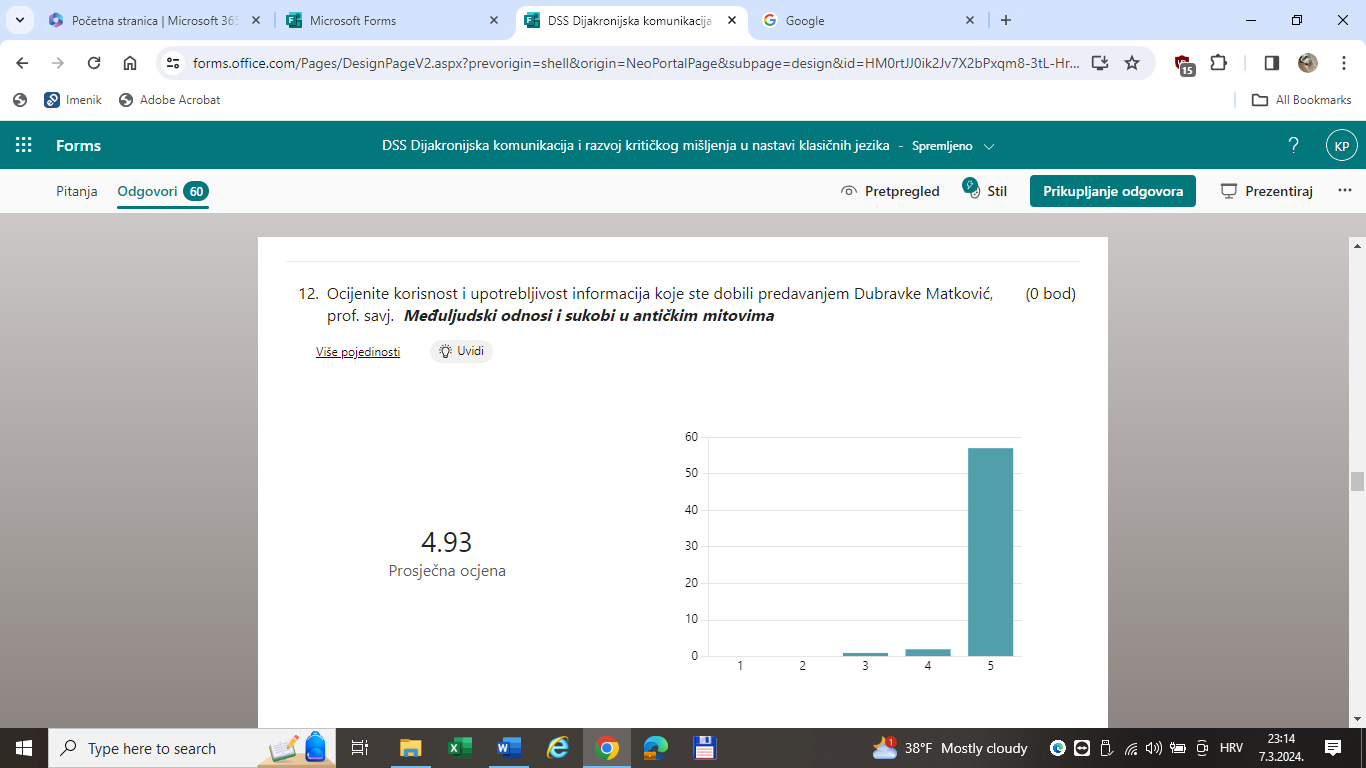 Početna stranica | Microsoft 365
Microsoft Forms
DSS Dijakronijska komunikacija
Google
forms.office.com/Pages/DesignPageV2.aspx?prevorigin=shell&origin=NeoPortalPage&subpage=design&id=HM0rtJJ0ik2Jv7X2bPxqm8-3tL-Hr...
15
Imenik
Adobe Acrobat
All Bookmarks
Forms
DSS Dijakronijska komunikacija i razvoj kritičkog mišljenja u nastavi klasičnih jezika - Spremljeno
?
KP
Pitanja
Odgovori 60
Pretpregled
Stil
Prikupljanje odgovora
Prezentiraj
12. Ocijenite korisnost i upotrebljivost informacija koje ste dobili predavanjem Dubravke Matković, (0 bod)
prof. savj. Međuljudski odnosi i sukobi u antičkim mitovima
Više pojedinosti
Uvidi
4.93
Prosječna ocjena
60
50
40
30
20
10
0
1 2 3 4 5
Type here to search
1
38°F Mostly cloudy
HRV
23:14
7.3.2024.